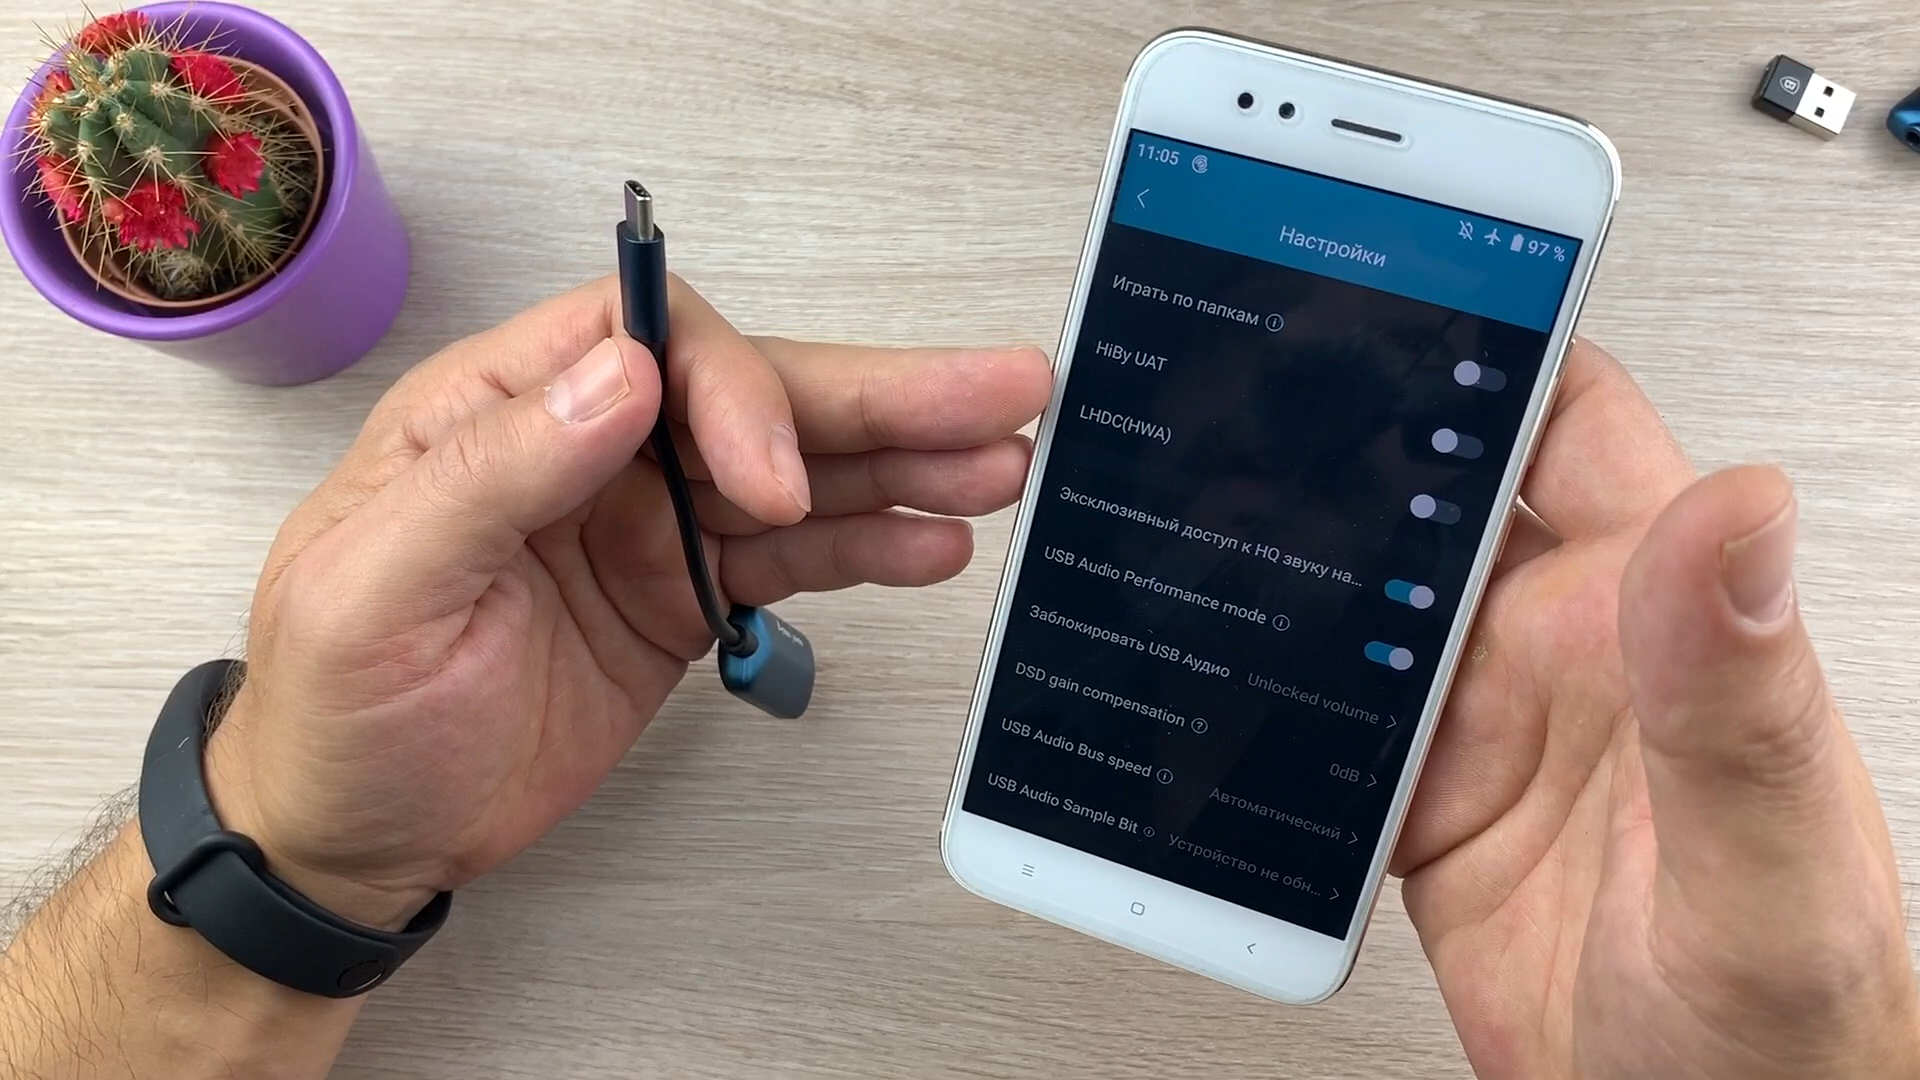 11:05
97 %
Настройки
Играть по папкам
HiBy UAT
LHDC(HWA)
Эксклюзивный доступ к HQ звуку на...
USB Audio Performance mode
Заблокировать USB Аудио
Unlocked volume
DSD gain compensation
0dB
USB Audio Bus speed
Автоматический
USB Audio Sample Bit
Устройство не обн...
B